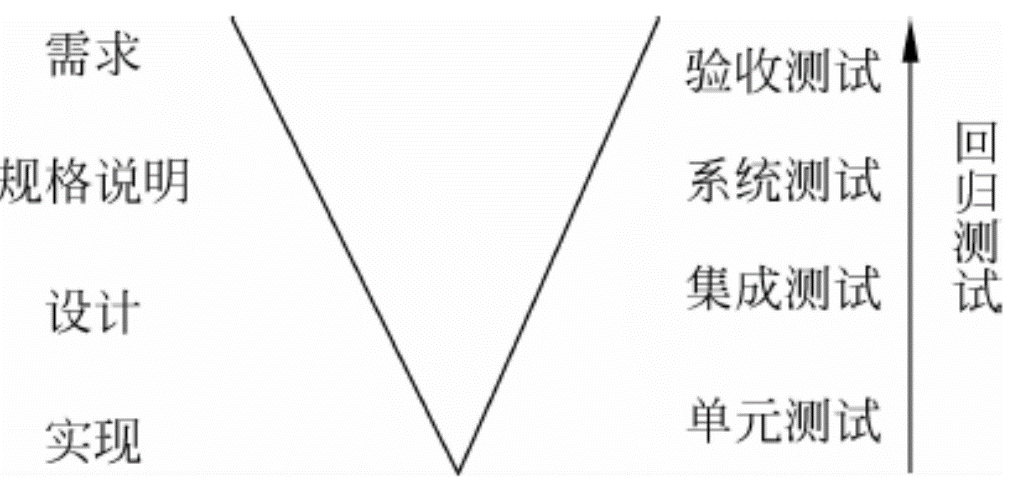 需求
规格说明
设计
实现
验收测试
系统测试
集成测试
单元测试
回归测试